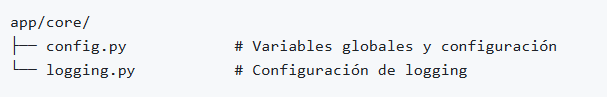 app/core/
├── config.py            # Variables globales y configuración
└── logging.py           # Configuración de logging